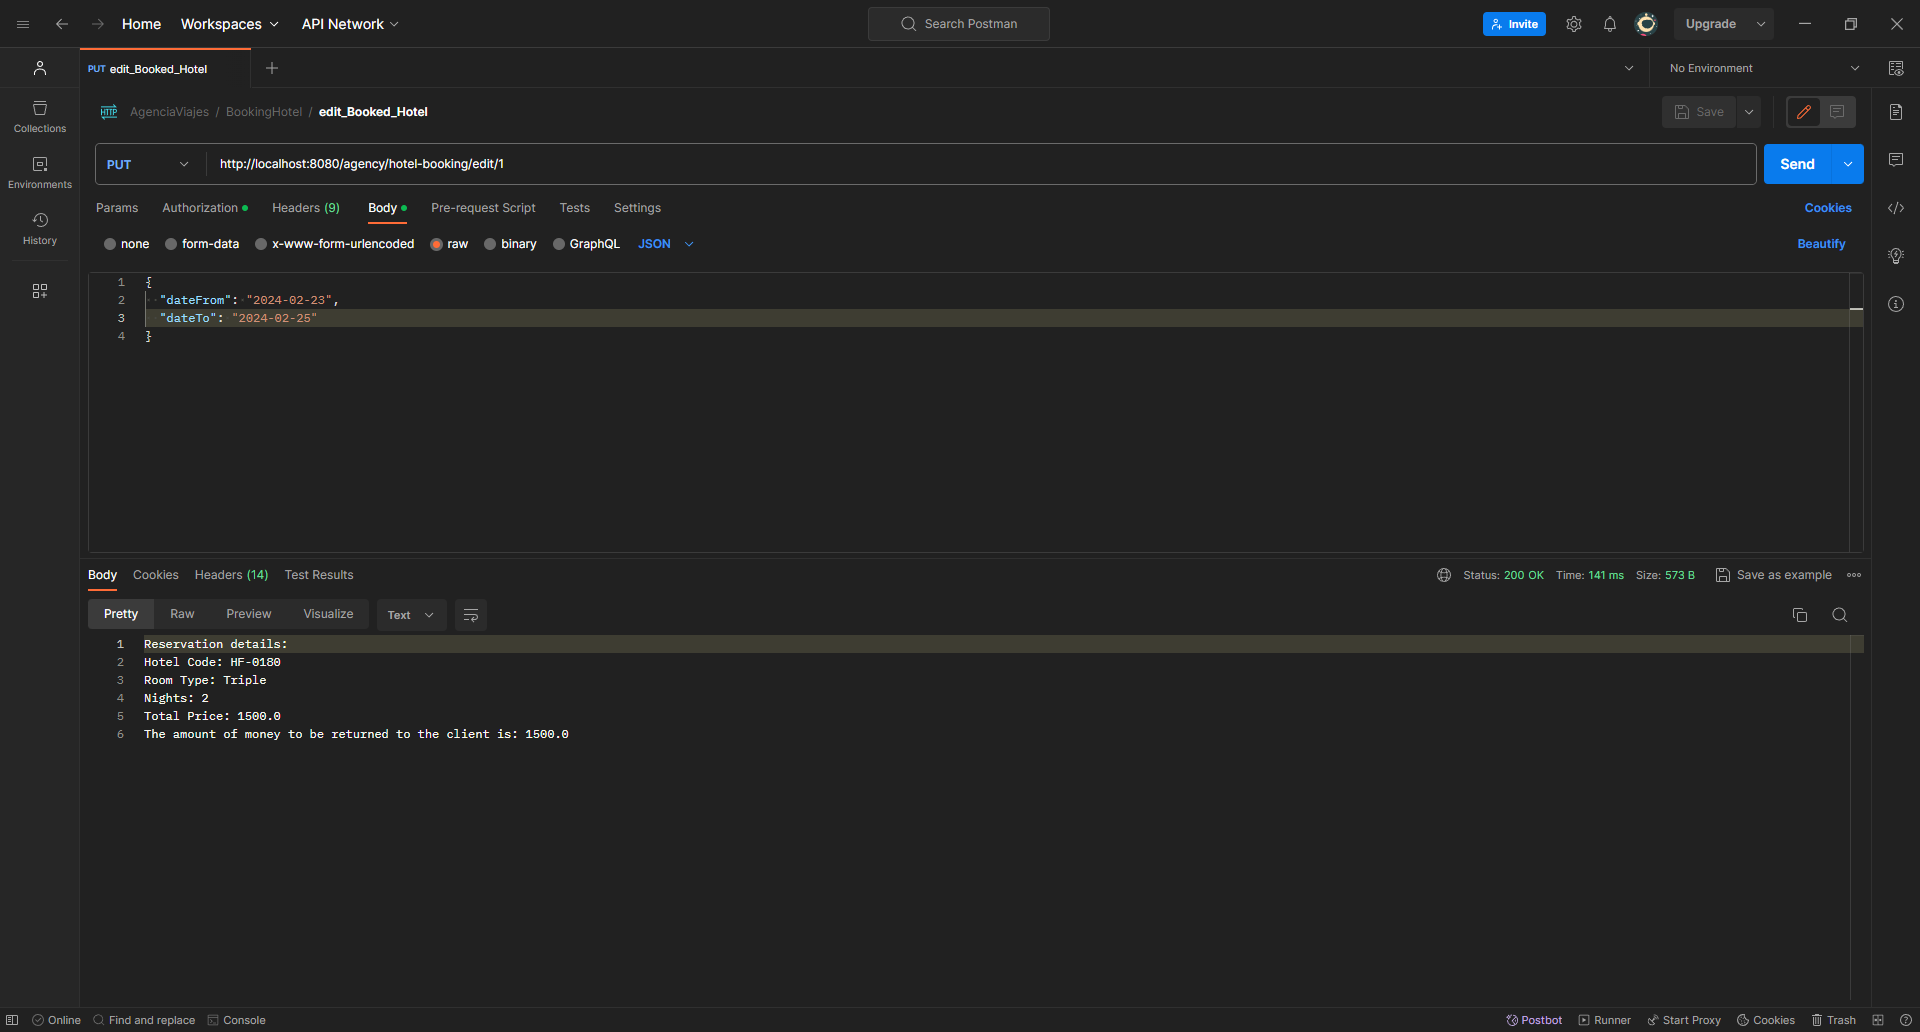 Home Workspaces API Network Search Postman Invite Upgrade
PUT edit_Booked_Hotel No Environment
HTTP AgenciaViajes / BookingHotel / edit_Booked_Hotel Save
Collections
PUT http://localhost:8080/agency/hotel-booking/edit/1 Send
Environments
Params Authorization Headers (9) Body Pre-request Script Tests Settings Cookies
History
none form-data x-www-form-urlencoded raw binary GraphQL JSON Beautify
1 {
2 "dateFrom": "2024-02-23",
3 "dateTo": "2024-02-25"
4 }
Body Cookies Headers (14) Test Results Status: 200 OK Time: 141 ms Size: 573 B Save as example
Pretty Raw Preview Visualize Text
1 Reservation details:
2 Hotel Code: HF-0180
3 Room Type: Triple
4 Nights: 2
5 Total Price: 1500.0
6 The amount of money to be returned to the client is: 1500.0
Online Find and replace Console Postbot Runner Start Proxy Cookies Trash